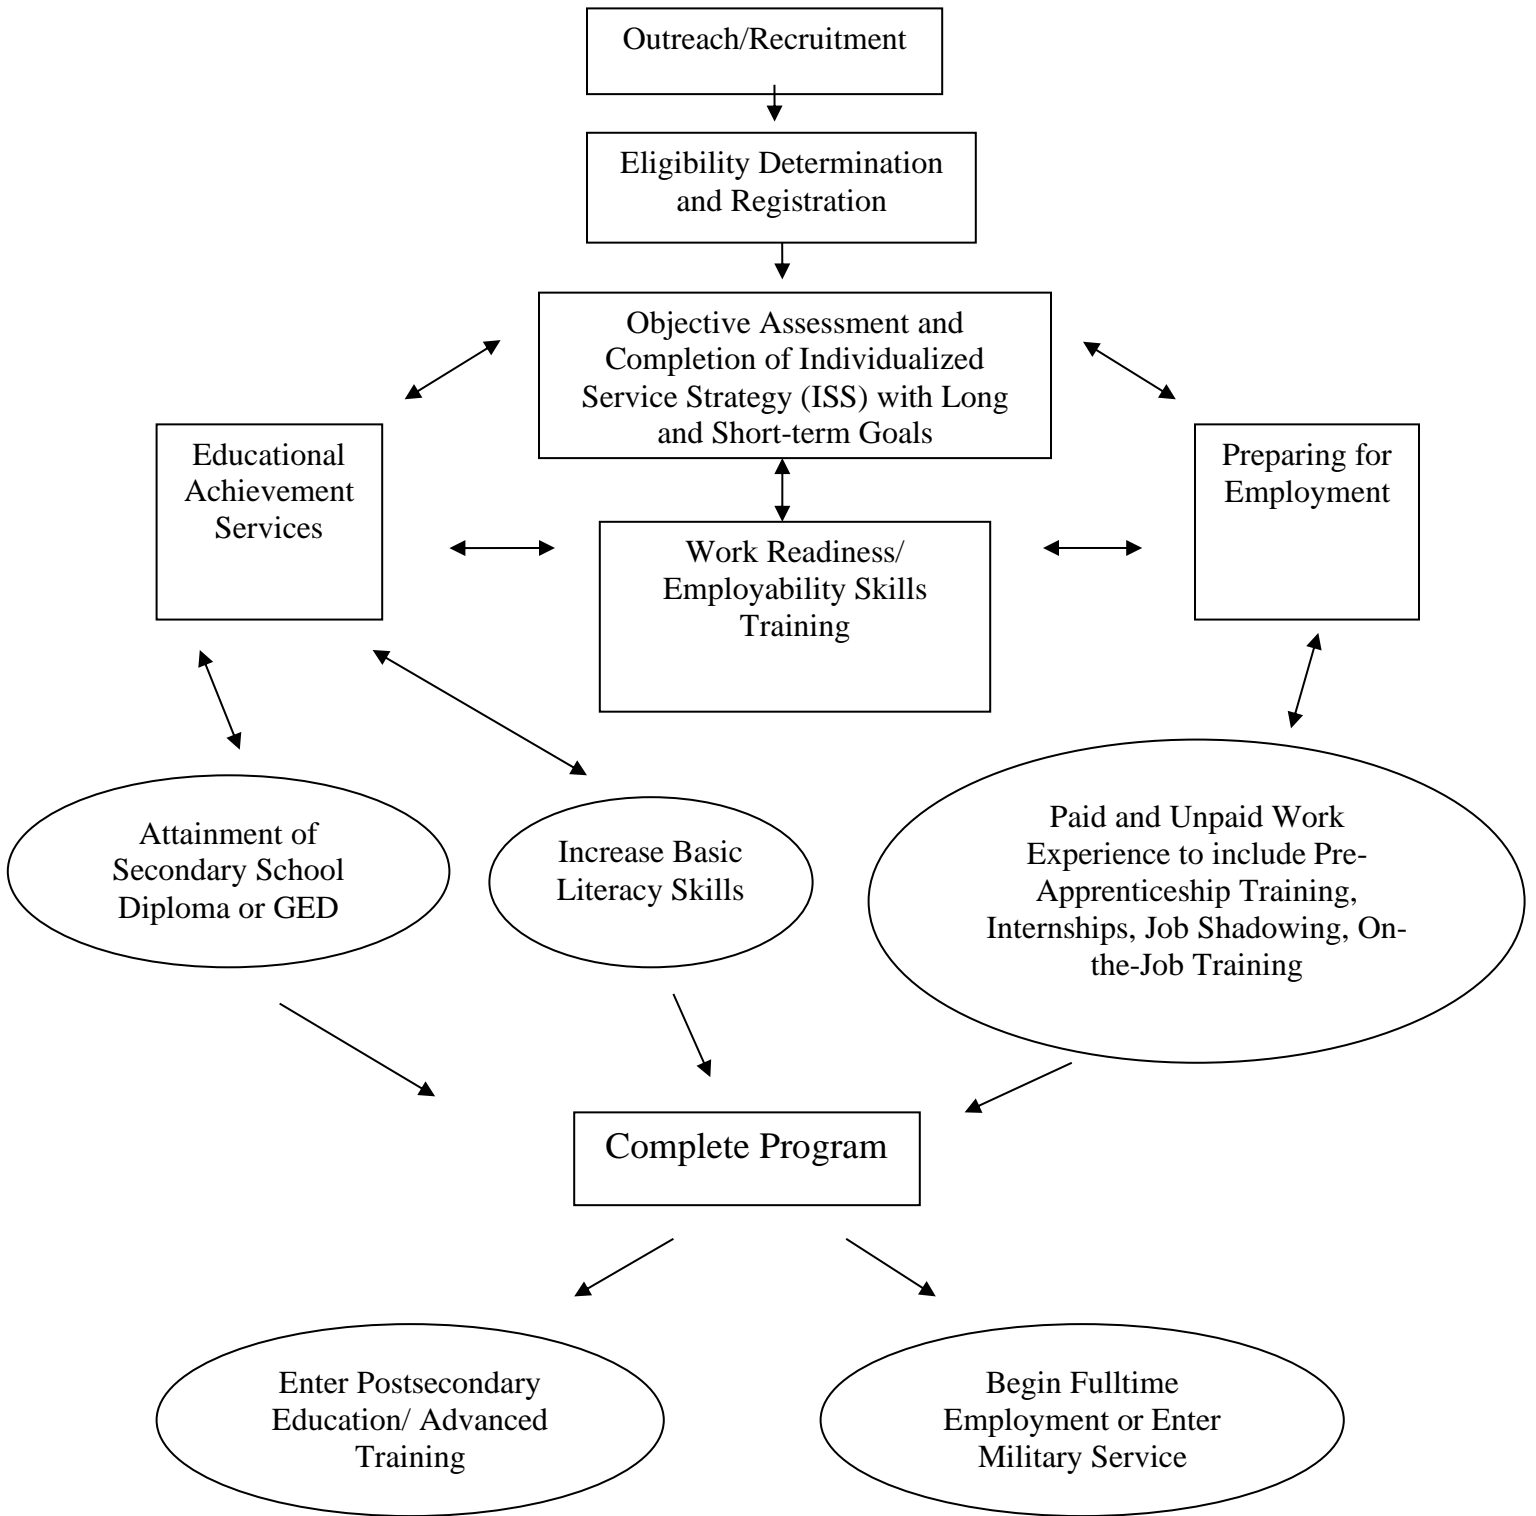 Outreach/Recruitment
Eligibility Determination
and Registration
Objective Assessment and
Completion of Individualized
Service Strategy (ISS) with Long
and Short-term Goals
Educational
Achievement
Services
Preparing for
Employment
Work Readiness/
Employability Skills
Training
Attainment of
Secondary School
Diploma or GED
Increase Basic
Literacy Skills
Paid and Unpaid Work
Experience to include Pre-
Apprenticeship Training,
Internships, Job Shadowing, On-
the-Job Training
Complete Program
Enter Postsecondary
Education/ Advanced
Training
Begin Fulltime
Employment or Enter
Military Service